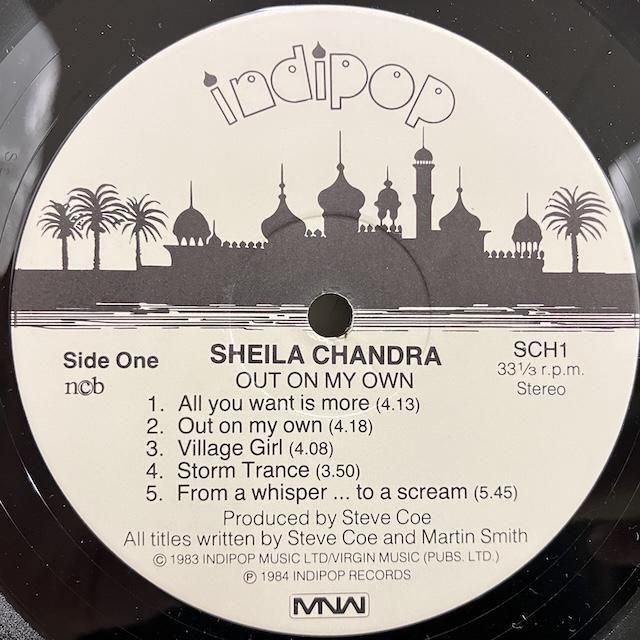 indipop
Side One
ncb
SHEILA CHANDRA
OUT ON MY OWN
SCH1
33 1/3 r.p.m.
Stereo
1. All you want is more (4.13)
2. Out on my own (4.18)
3. Village Girl (4.08)
4. Storm Trance (3.50)
5. From a whisper ... to a scream (5.45)
Produced by Steve Coe
All titles written by Steve Coe and Martin Smith
© 1983 INDIPOP MUSIC LTD/VIRGIN MUSIC (PUBS. LTD.)
℗ 1984 INDIPOP RECORDS
MNW